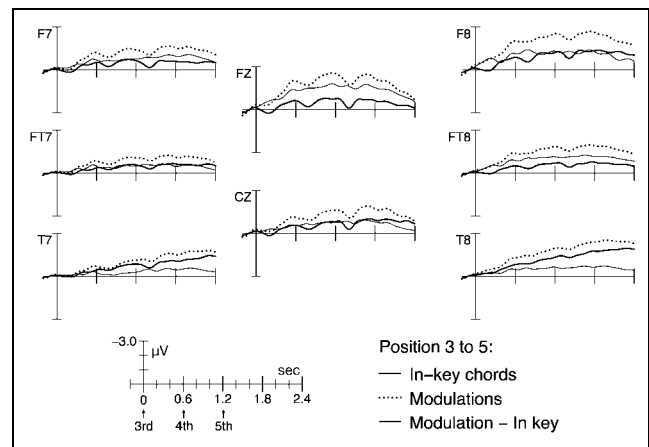 F7
FZ
F8
FT7
FT8
CZ
T7
T8
−3.0
μV
sec
0 0.6 1.2 1.8 2.4
3rd 4th 5th
Position 3 to 5:
In−key chords
Modulations
Modulation − In key